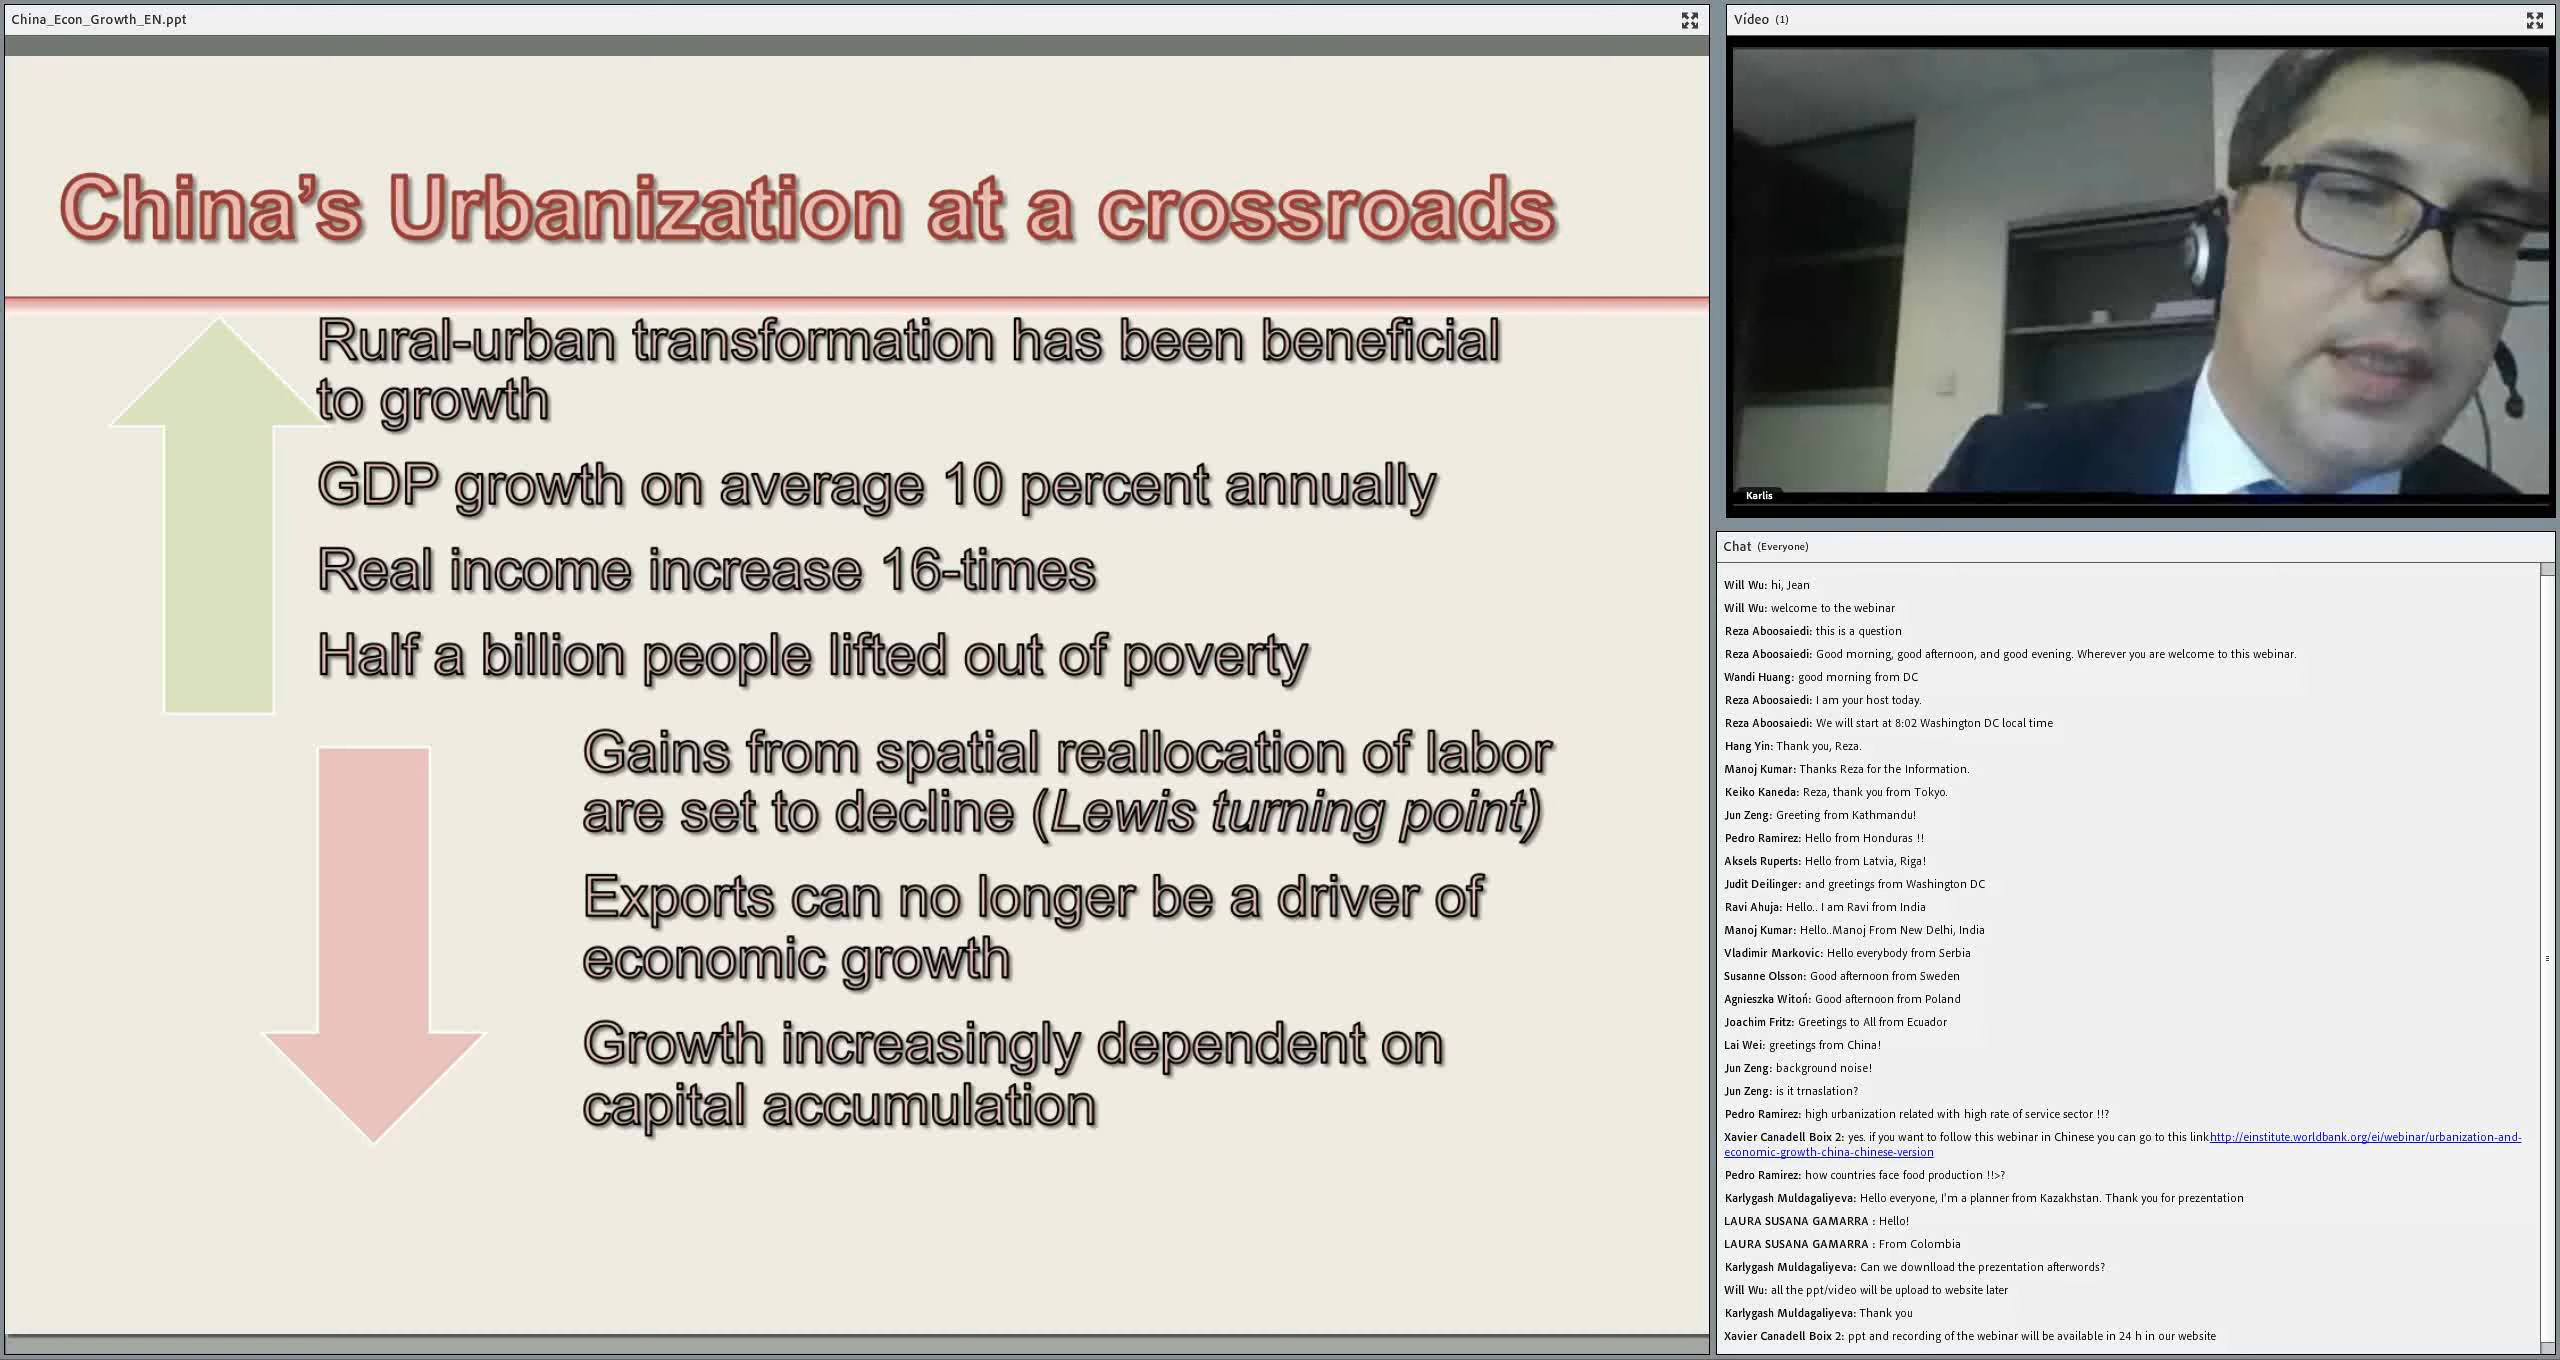 China_Econ_Growth_EN.ppt
China's Urbanization at a crossroads
Rural-urban transformation has been beneficial
to growth
GDP growth on average 10 percent annually
Real income increase 16-times
Half a billion people lifted out of poverty
Gains from spatial reallocation of labor
are set to decline (Lewis turning point)
Exports can no longer be a driver of
economic growth
Growth increasingly dependent on
capital accumulation
Vídeo (1)
Karlis
Chat (Everyone)
Will Wu: hi, Jean
Will Wu: welcome to the webinar
Reza Aboosaiedi: this is a question
Reza Aboosaiedi: Good morning, good afternoon, and good evening. Wherever you are welcome to this webinar.
Wandi Huang: good morning from DC
Reza Aboosaiedi: I am your host today.
Reza Aboosaiedi: We will start at 8:02 Washington DC local time
Hang Yin: Thank you, Reza.
Manoj Kumar: Thanks Reza for the Information.
Keiko Kaneda: Reza, thank you from Tokyo.
Jun Zeng: Greeting from Kathmandu!
Pedro Ramirez: Hello from Honduras !!
Aksels Ruperts: Hello from Latvia, Riga!
Judit Deilinger: and greetings from Washington DC
Ravi Ahuja: Hello.. I am Ravi from India
Manoj Kumar: Hello..Manoj From New Delhi, India
Vladimir Markovic: Hello everybody from Serbia
Susanne Olsson: Good afternoon from Sweden
Agnieszka Witoń: Good afternoon from Poland
Joachim Fritz: Greetings to All from Ecuador
Lai Wei: greetings from China!
Jun Zeng: background noise!
Jun Zeng: is it trnaslation?
Pedro Ramirez: high urbanization related with high rate of service sector !!?
Xavier Canadell Boix 2: yes. if you want to follow this webinar in Chinese you can go to this linkhttp://einstitute.worldbank.org/ei/webinar/urbanization-and-
economic-growth-china-chinese-version
Pedro Ramirez: how countries face food production !!>?
Karlygash Muldagaliyeva: Hello everyone, I'm a planner from Kazakhstan. Thank you for prezentation
LAURA SUSANA GAMARRA : Hello!
LAURA SUSANA GAMARRA : From Colombia
Karlygash Muldagaliyeva: Can we downlload the prezentation afterwords?
Will Wu: all the ppt/video will be upload to website later
Karlygash Muldagaliyeva: Thank you
Xavier Canadell Boix 2: ppt and recording of the webinar will be available in 24 h in our website